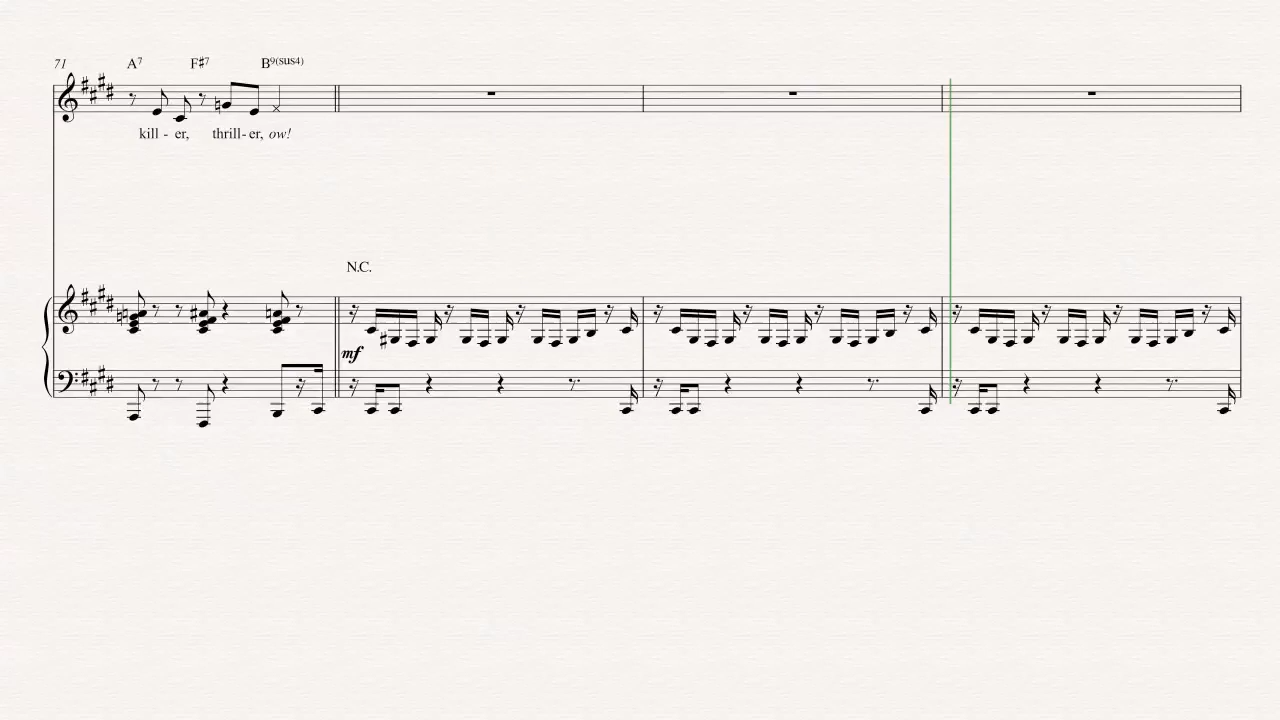 71
A7 F♯7 B9(sus4)
kill - er, thrill - er, ow!
N.C.
mf